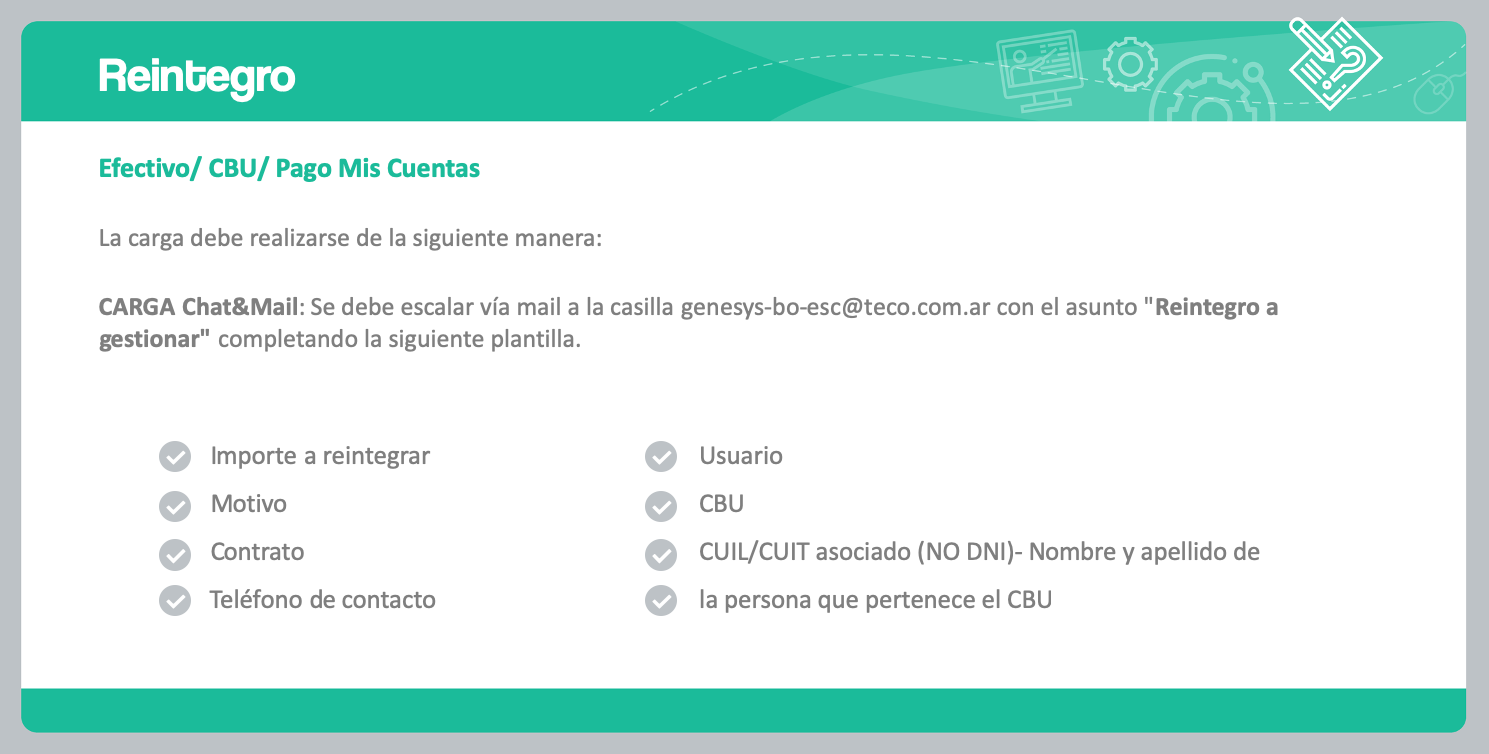 Reintegro
Efectivo/ CBU/ Pago Mis Cuentas
La carga debe realizarse de la siguiente manera:
CARGA Chat&Mail: Se debe escalar vía mail a la casilla genesys-bo-esc@teco.com.ar con el asunto "Reintegro a
gestionar" completando la siguiente plantilla.
Importe a reintegrar
Motivo
Contrato
Teléfono de contacto
Usuario
CBU
CUIL/CUIT asociado (NO DNI)- Nombre y apellido de
la persona que pertenece el CBU